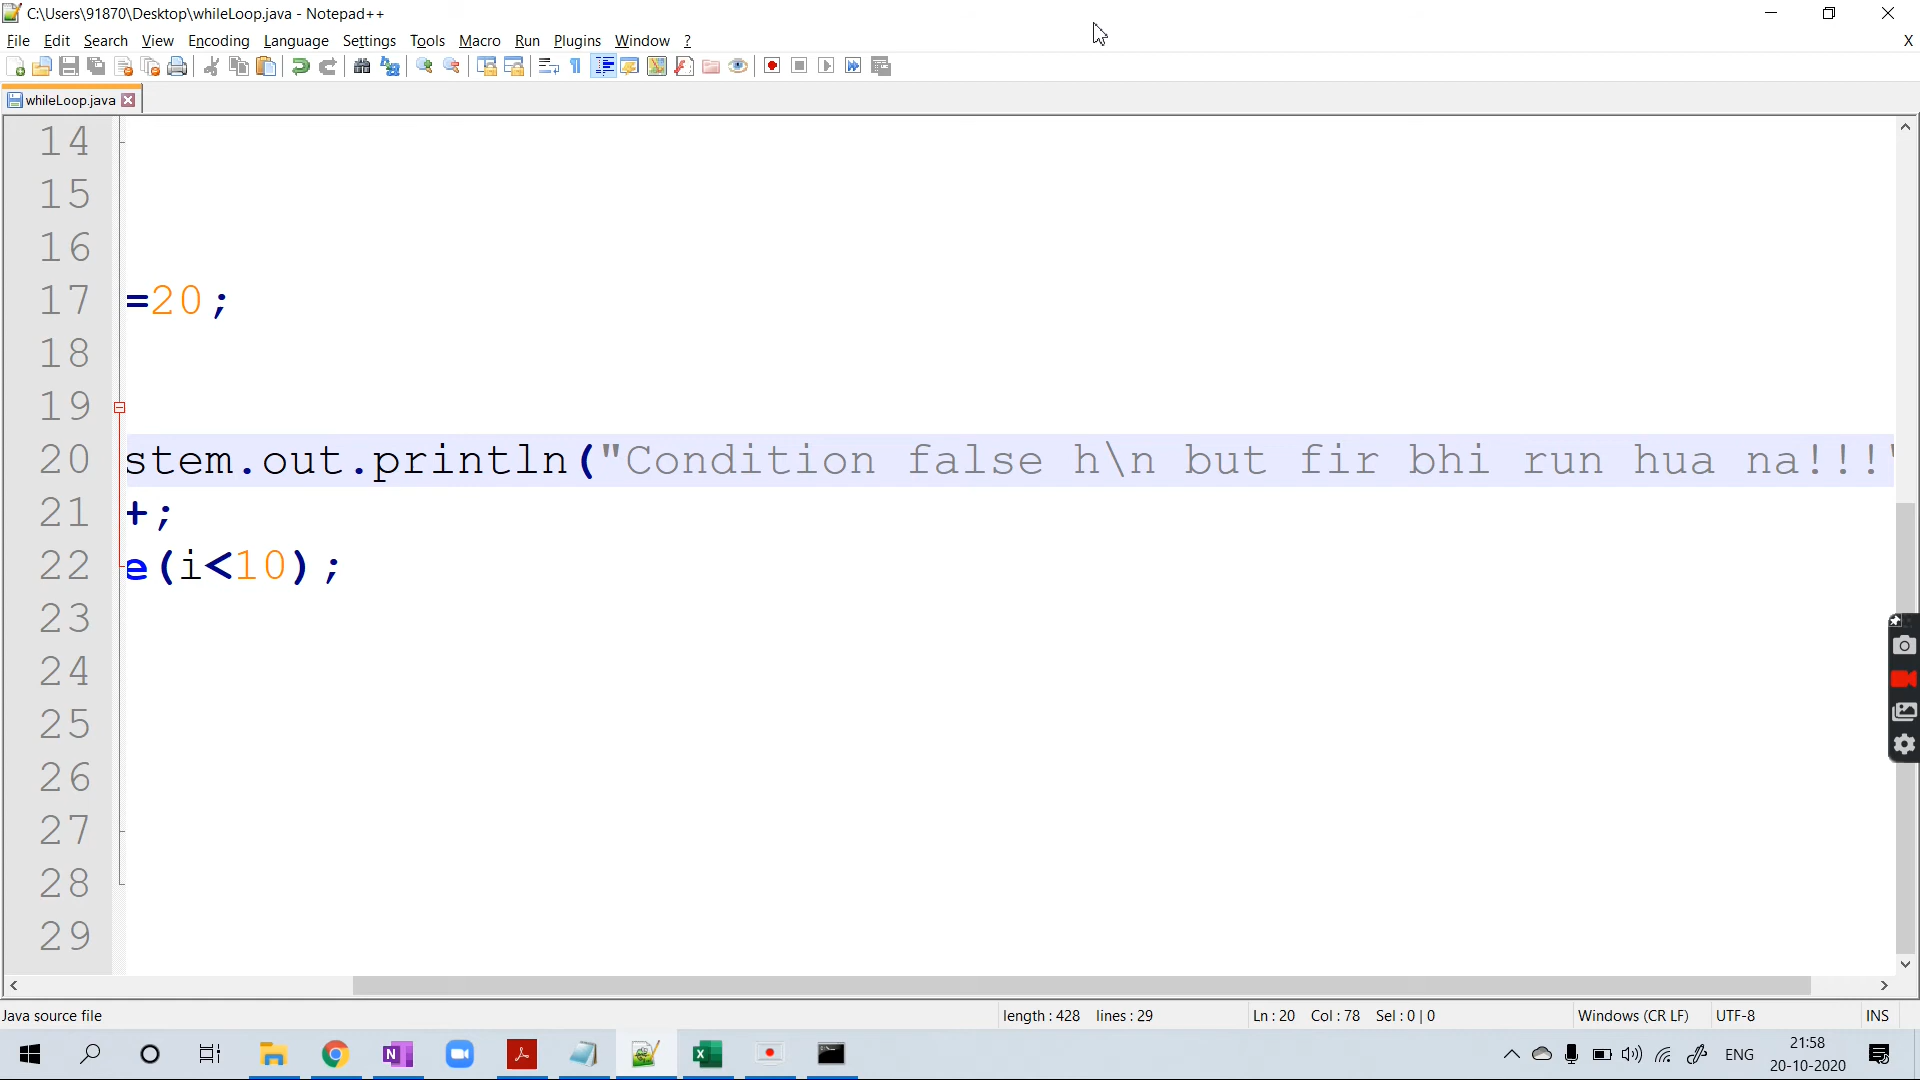 C:\Users\91870\Desktop\whileLoop.java - Notepad++
File Edit Search View Encoding Language Settings Tools Macro Run Plugins Window ?
X
whileLoop.java
14
15
16
17 =20;
18
19
20 stem.out.println("Condition false h\n but fir bhi run hua na!!!"
21 +;
22 e(i<10);
23
24
25
26
27
28
29
Java source file length : 428 lines : 29 Ln : 20 Col : 78 Sel : 0 | 0 Windows (CR LF) UTF-8 INS
ENG 21:58
20-10-2020